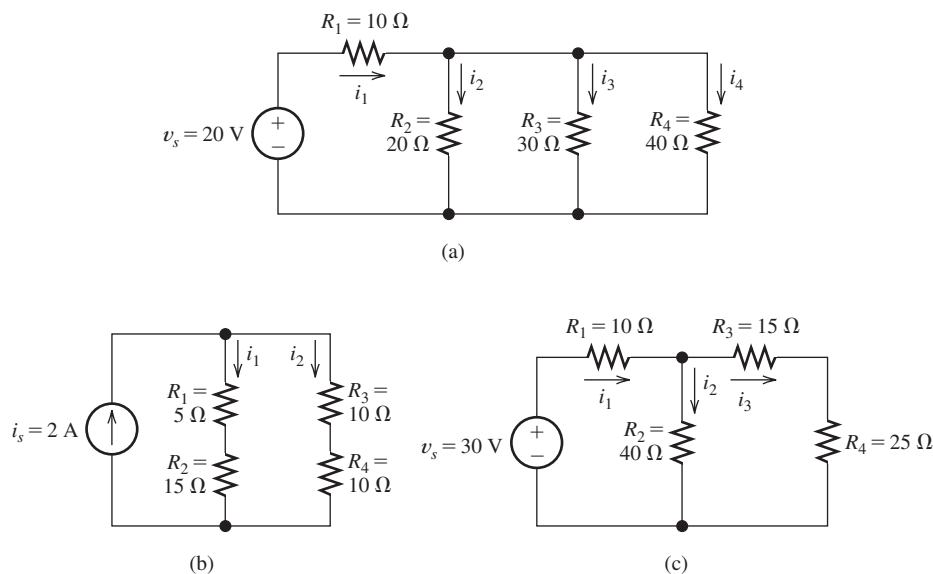 R₁ = 10 Ω
i₁
i₂
i₃
i₄
vₛ = 20 V
+
−
R₂ =
20 Ω
R₃ =
30 Ω
R₄ =
40 Ω
(a)
iₛ = 2 A
i₁
i₂
R₁ =
5 Ω
R₃ =
10 Ω
R₂ =
15 Ω
R₄ =
10 Ω
(b)
R₁ = 10 Ω
R₃ = 15 Ω
i₁
i₂
i₃
vₛ = 30 V
+
−
R₂ =
40 Ω
R₄ = 25 Ω
(c)